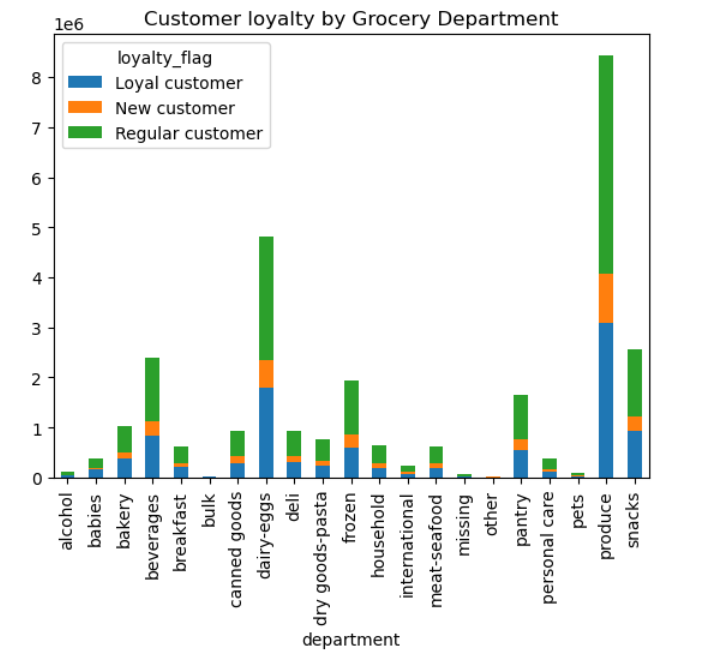 Customer loyalty by Grocery Department
1e6
loyalty_flag
Loyal customer
New customer
Regular customer
8
7
6
5
4
3
2
1
0
alcohol
babies
bakery
beverages
breakfast
bulk
canned goods
dairy-eggs
deli
dry goods-pasta
frozen
household
international
meat-seafood
missing
other
pantry
personal care
pets
produce
snacks
department